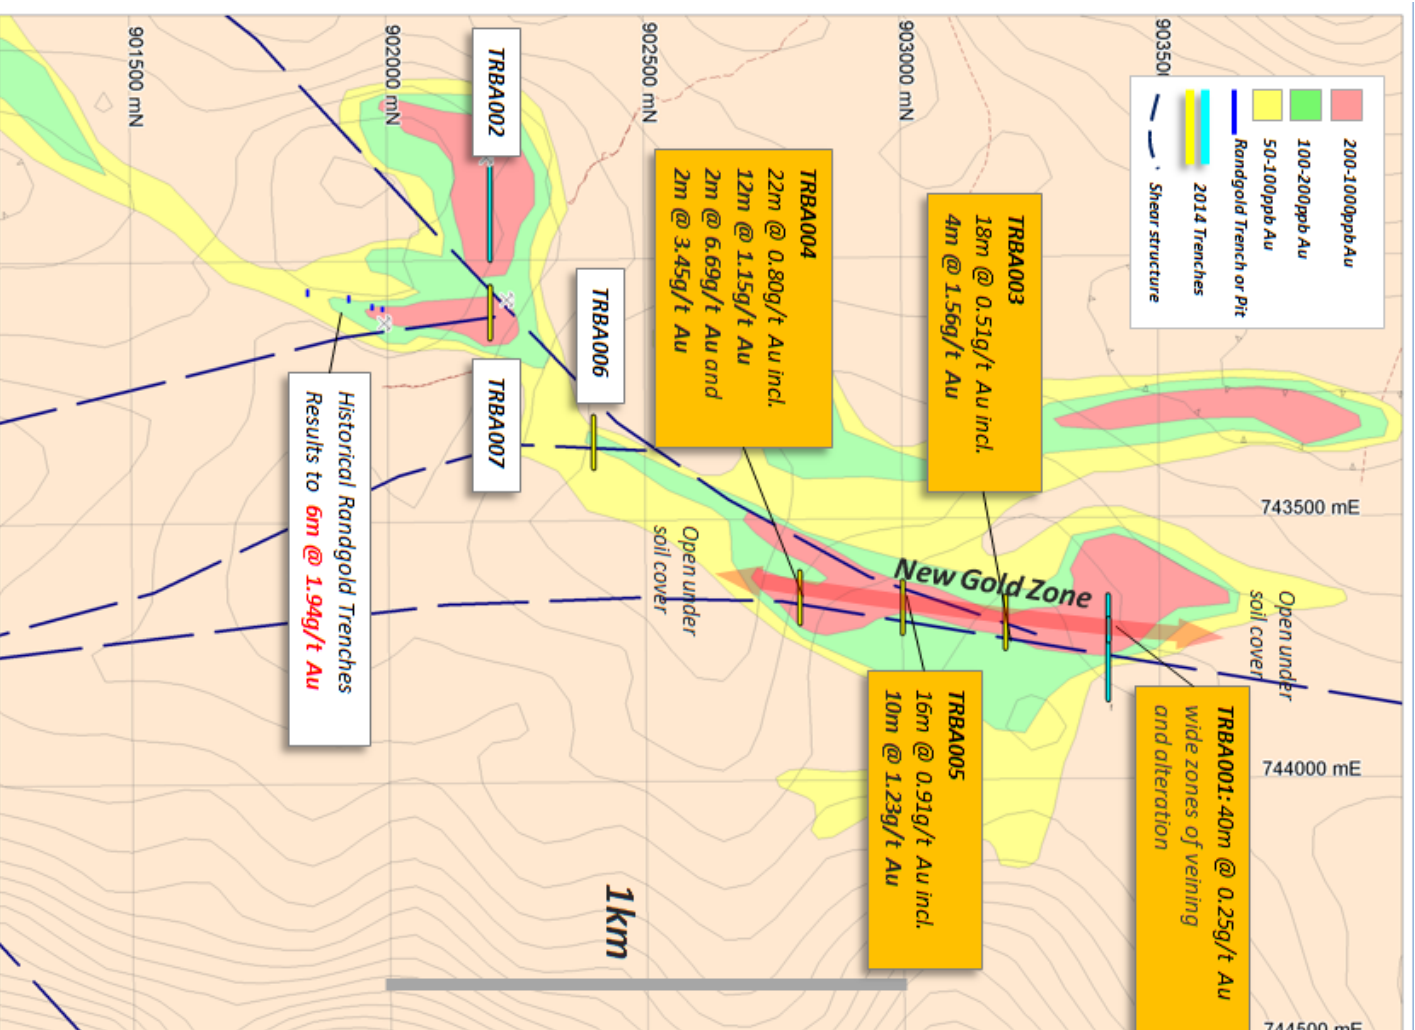 200-1000ppbAu
100-200ppb Au
50-100ppb Au
Randgold Trench or Pit
2014 Trenches
Shear structure
901500 mN
902000 mN
902500 mN
903000 mN
743500 mE
744000 mE
TRBA002
TRBA006
TRBA007
TRBA004
22m @ 0.80g/t Au incl.
12m @ 1.15g/t Au
2m @ 6.69g/t Au and
2m @ 3.45g/t Au
TRBA003
18m @ 0.51g/t Au incl.
4m @ 1.56g/t Au
New Gold Zone
Open under
soil cover
Open under
soil cover
Historical Randgold Trenches
Results to 6m @ 1.94g/t Au
TRBA005
16m @ 0.91g/t Au incl.
10m @ 1.23g/t Au
TRBA001: 40m @ 0.25g/t Au
wide zones of veining
and alteration
1km